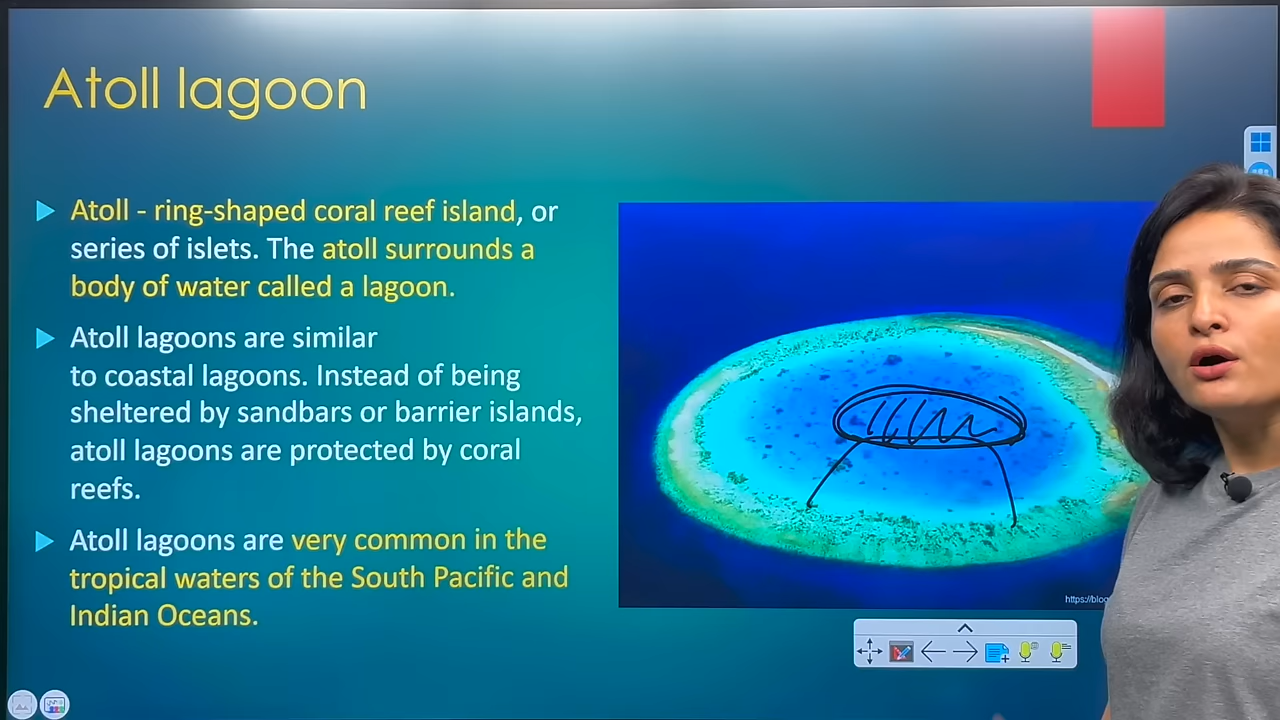 Atoll lagoon
Atoll - ring-shaped coral reef island, or
series of islets. The atoll surrounds a
body of water called a lagoon.
Atoll lagoons are similar
to coastal lagoons. Instead of being
sheltered by sandbars or barrier islands,
atoll lagoons are protected by coral
reefs.
Atoll lagoons are very common in the
tropical waters of the South Pacific and
Indian Oceans.
https://blog